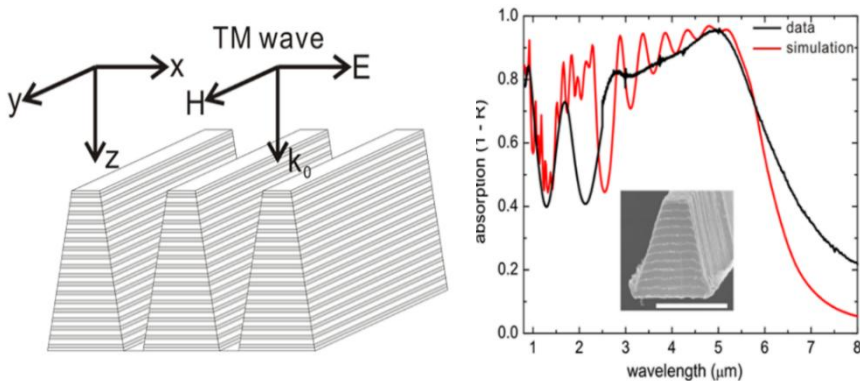 TM wave
x
E
y
H
z
k₀
absorption (1 - R)
1.0
0.8
0.6
0.4
0.2
0.0
data
simulation
1 2 3 4 5 6 7 8
wavelength (μm)